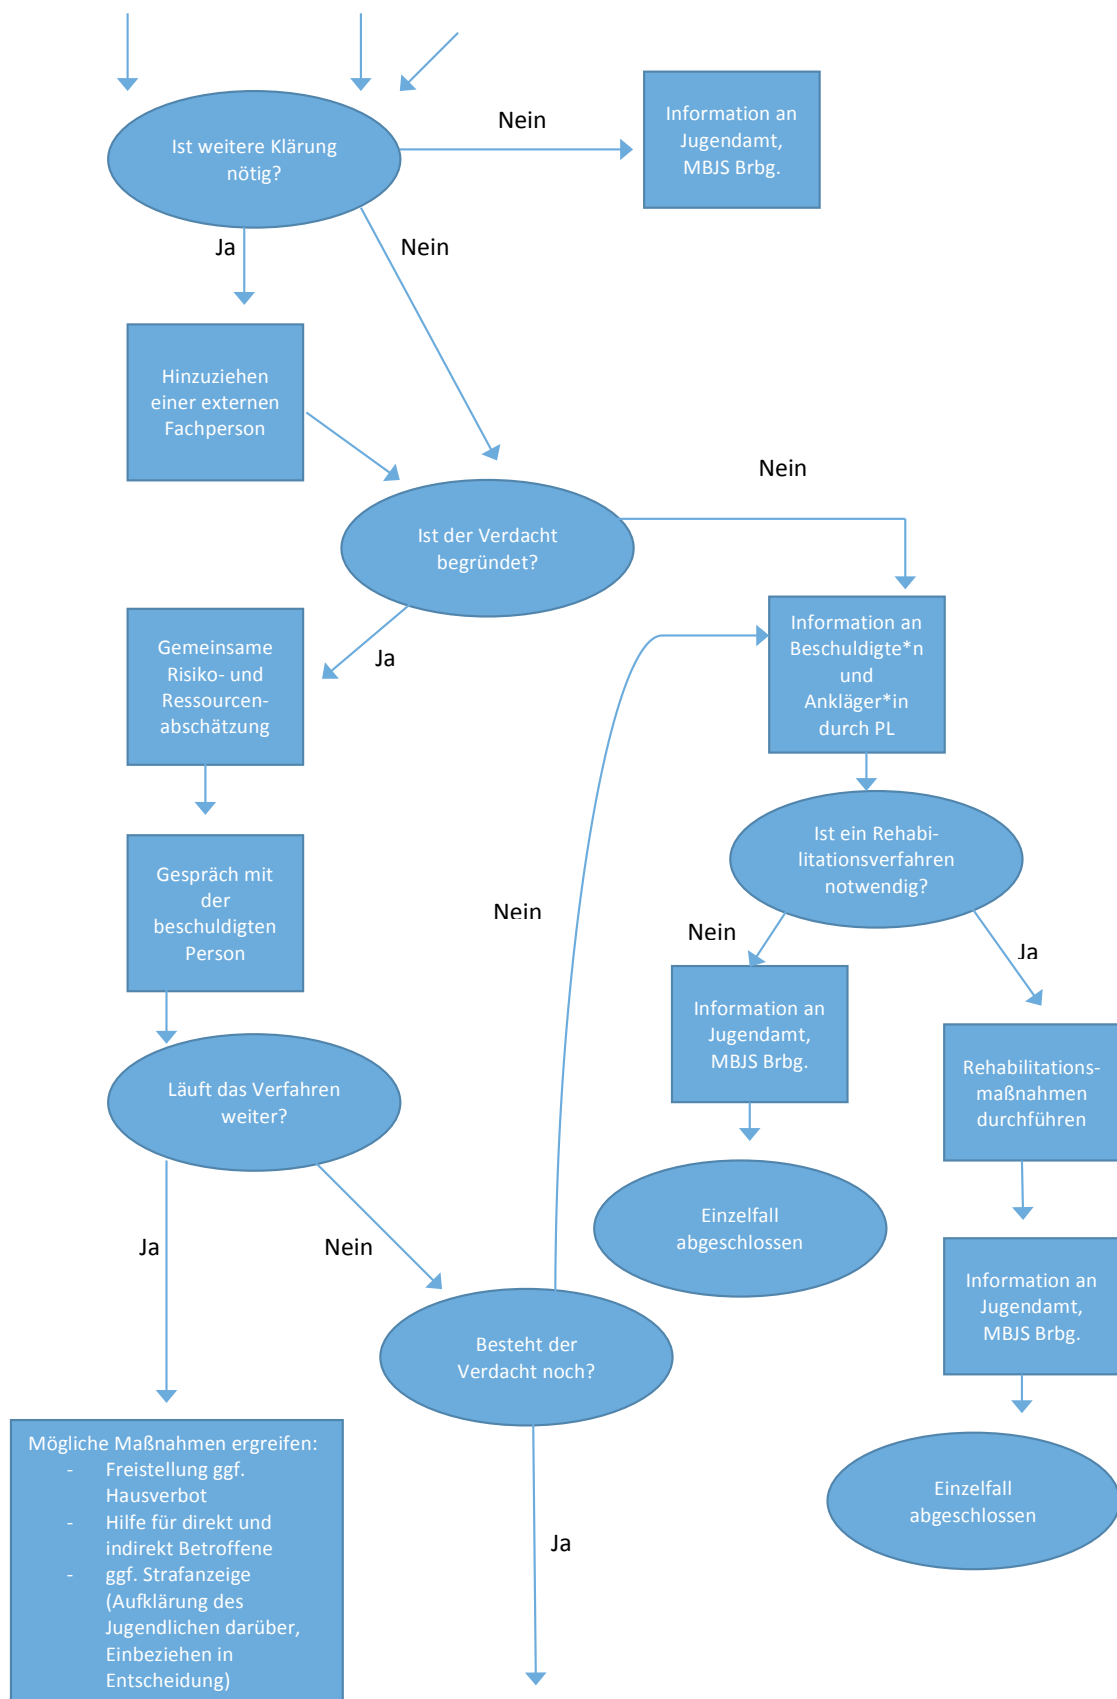 Nein
Information an
Jugendamt,
MBJS Brbg.
Ist weitere Klärung
nötig?
Ja
Nein
Hinzuziehen
einer externen
Fachperson
Nein
Ist der Verdacht
begründet?
Ja
Gemeinsame
Risiko- und
Ressourcen-
abschätzung
Information an
Beschuldigte*n
und
Ankläger*in
durch PL
Gespräch mit
der
beschuldigten
Person
Ist ein Rehabi-
litationsverfahren
notwendig?
Nein
Nein
Ja
Information an
Jugendamt,
MBJS Brbg.
Rehabilitations-
maßnahmen
durchführen
Läuft das Verfahren
weiter?
Ja
Nein
Einzelfall
abgeschlossen
Information an
Jugendamt,
MBJS Brbg.
Besteht der
Verdacht noch?
Mögliche Maßnahmen ergreifen:
- Freistellung ggf.
Hausverbot
- Hilfe für direkt und
indirekt Betroffene
- ggf. Strafanzeige
(Aufklärung des
Jugendlichen darüber,
Einbeziehen in
Entscheidung)
Ja
Einzelfall
abgeschlossen